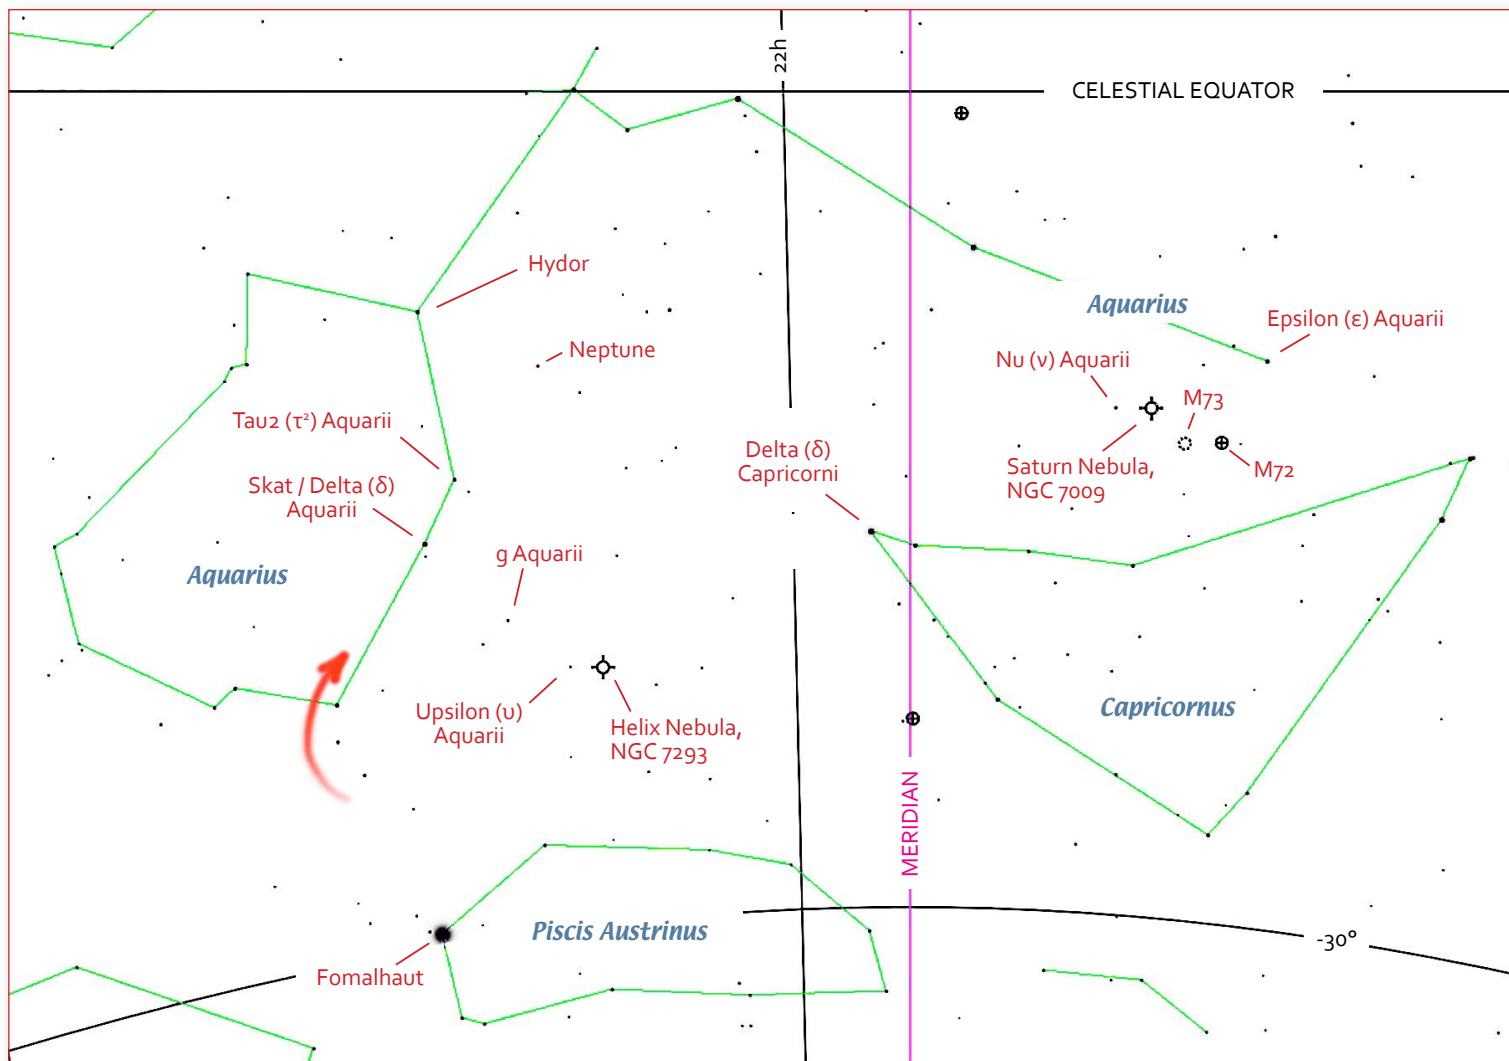 22h
CELESTIAL EQUATOR
Hydor
Aquarius
Epsilon (ε) Aquarii
Neptune
Nu (ν) Aquarii
M73
Tau2 (τ²) Aquarii
Delta (δ)
Capricorni
Saturn Nebula,
NGC 7009
M72
Skat / Delta (δ)
Aquarii
g Aquarii
Aquarius
Upsilon (υ)
Aquarii
Helix Nebula,
NGC 7293
Capricornus
MERIDIAN
Piscis Austrinus
-30°
Fomalhaut